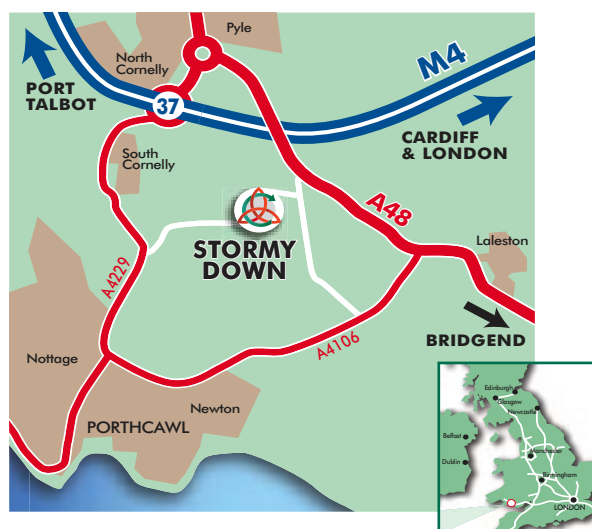 Pyle
North
Cornelly
M4
PORT
TALBOT
37
CARDIFF
& LONDON
South
Cornelly
A48
STORMY
DOWN
Laleston
A4229
BRIDGEND
A4106
Nottage
Newton
PORTHCAWL
Edinburgh
Glasgow
Newcastle
Belfast
Manchester
Dublin
Birmingham
LONDON